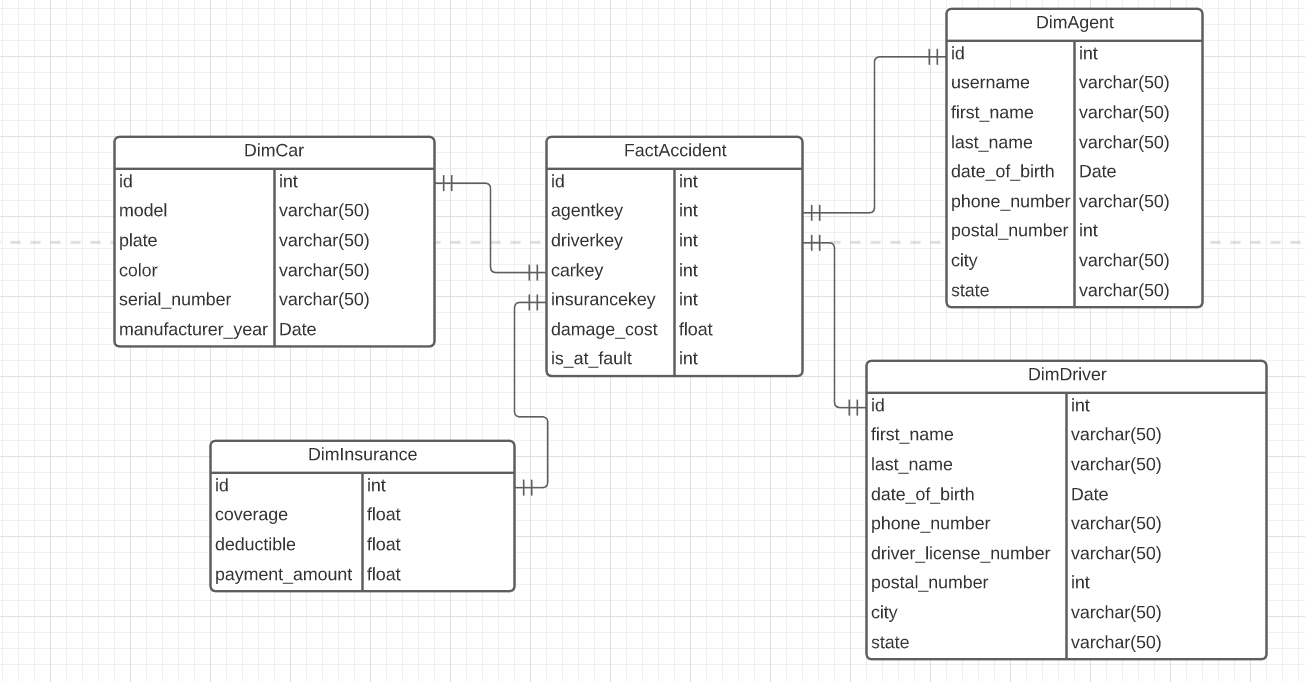 DimAgent
id int
username varchar(50)
first_name varchar(50)
last_name varchar(50)
date_of_birth Date
phone_number varchar(50)
postal_number int
city varchar(50)
state varchar(50)
DimCar
id int
model varchar(50)
plate varchar(50)
color varchar(50)
serial_number varchar(50)
manufacturer_year Date
FactAccident
id int
agentkey int
driverkey int
carkey int
insurancekey int
damage_cost float
is_at_fault int
DimInsurance
id int
coverage float
deductible float
payment_amount float
DimDriver
id int
first_name varchar(50)
last_name varchar(50)
date_of_birth Date
phone_number varchar(50)
driver_license_number varchar(50)
postal_number int
city varchar(50)
state varchar(50)